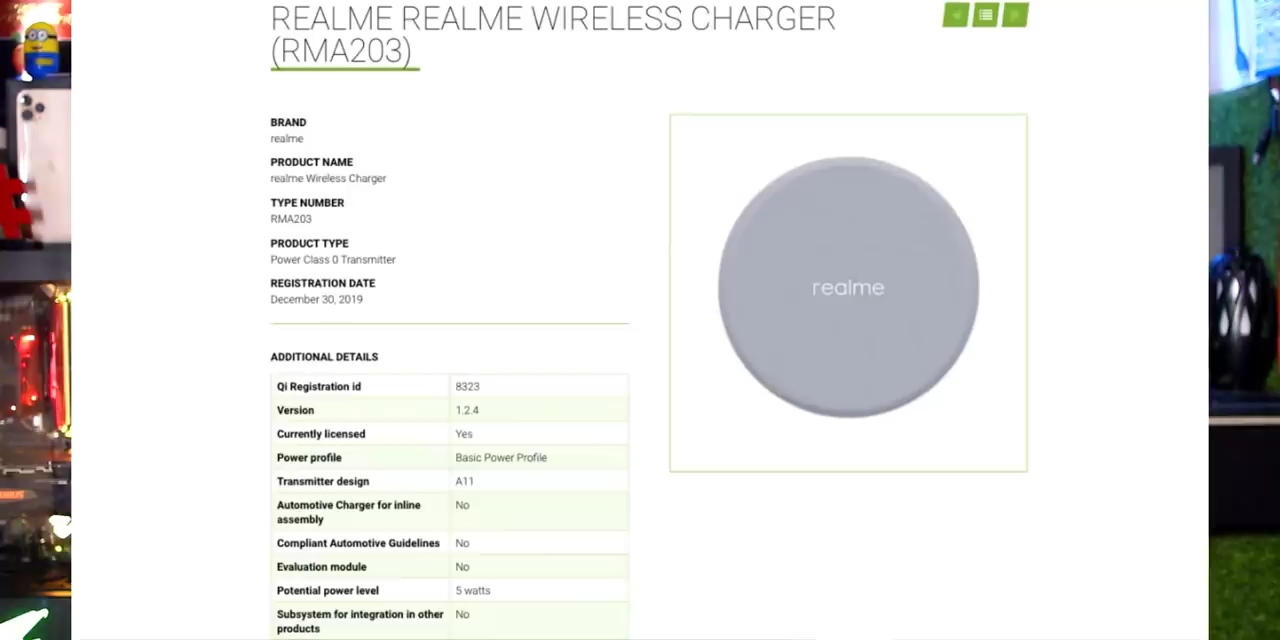 REALME REALME WIRELESS CHARGER
(RMA203)
BRAND
realme
PRODUCT NAME
realme Wireless Charger
TYPE NUMBER
RMA203
PRODUCT TYPE
Power Class 0 Transmitter
REGISTRATION DATE
December 30, 2019
realme
ADDITIONAL DETAILS
Qi Registration id 8323
Version 1.2.4
Currently licensed Yes
Power profile Basic Power Profile
Transmitter design A11
Automotive Charger for inline No
assembly
Compliant Automotive Guidelines No
Evaluation module No
Potential power level 5 watts
Subsystem for integration in other No
products